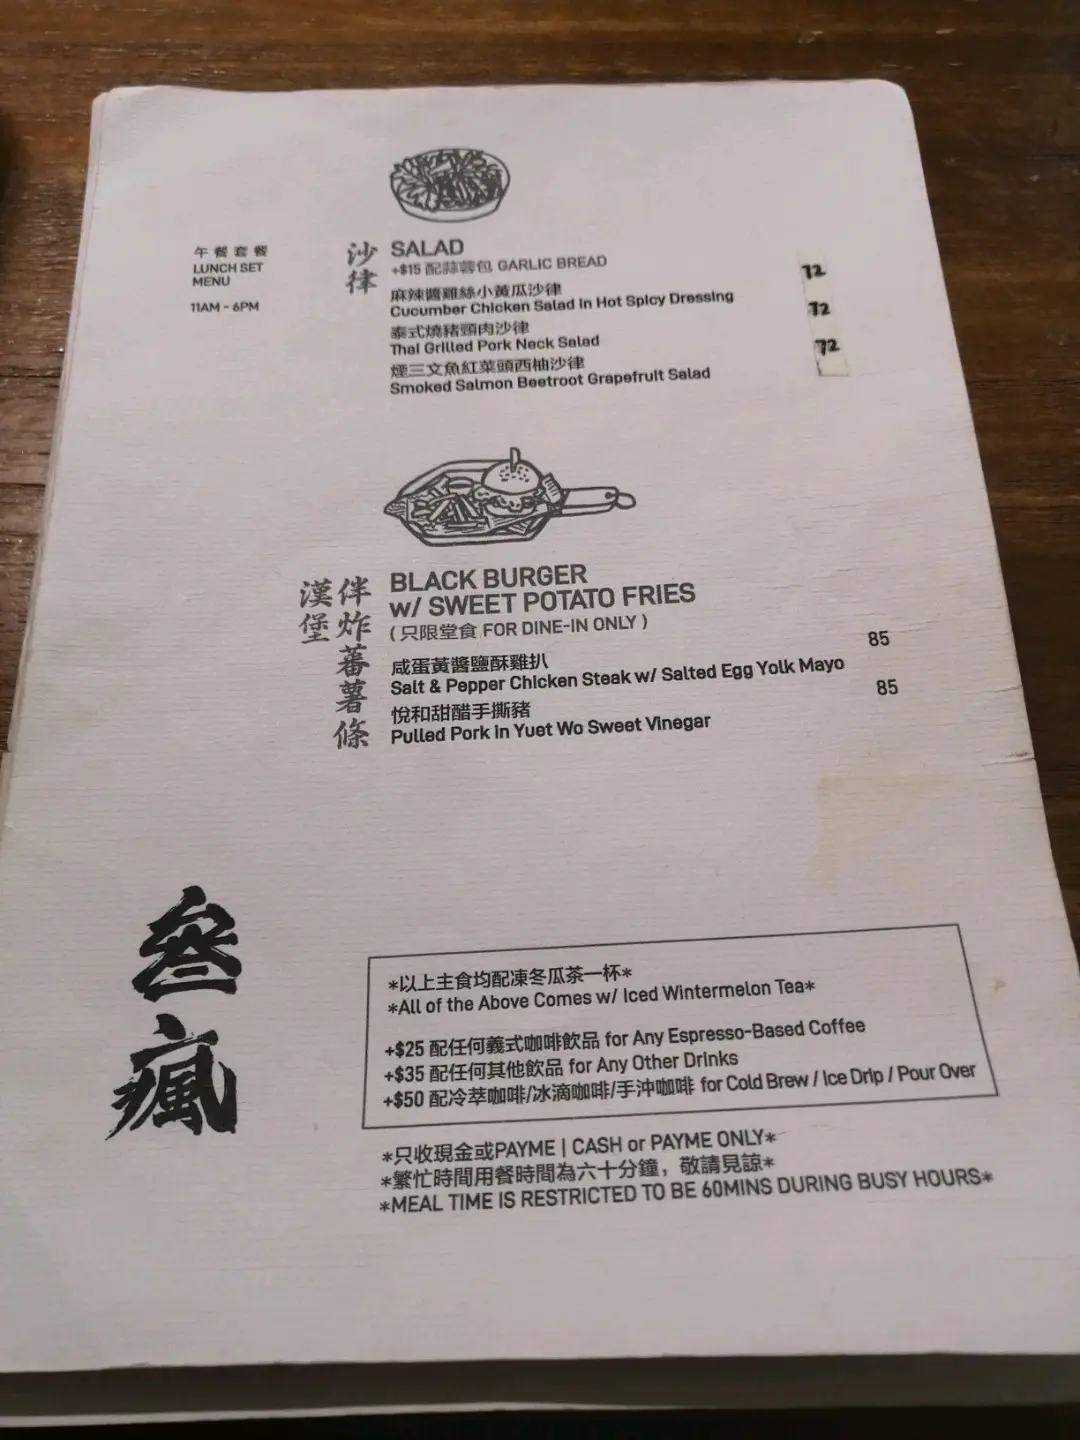 午餐套餐
LUNCH SET
MENU
11AM - 6PM
沙律
SALAD
+$15 配蒜蓉包 GARLIC BREAD
麻辣醬雞絲小黃瓜沙律
Cucumber Chicken Salad in Hot Spicy Dressing
72
泰式燒豬頸肉沙律
Thai Grilled Pork Neck Salad
72
煙三文魚紅菜頭西柚沙律
Smoked Salmon Beetroot Grapefruit Salad
72
漢堡
伴炸蕃薯條
BLACK BURGER
w/ SWEET POTATO FRIES
(只限堂食 FOR DINE-IN ONLY)
咸蛋黃醬鹽酥雞扒
Salt & Pepper Chicken Steak w/ Salted Egg Yolk Mayo
85
悅和甜醋手撕豬
Pulled Pork in Yuet Wo Sweet Vinegar
85
叄瘋
*以上主食均配凍冬瓜茶一杯*
*All of the Above Comes w/ Iced Wintermelon Tea*
+$25 配任何義式咖啡飲品 for Any Espresso-Based Coffee
+$35 配任何其他飲品 for Any Other Drinks
+$50 配冷萃咖啡/冰滴咖啡/手沖咖啡 for Cold Brew / Ice Drip / Pour Over
*只收現金或PAYME | CASH or PAYME ONLY*
*繁忙時間用餐時間為六十分鐘，敬請見諒*
*MEAL TIME IS RESTRICTED TO BE 60MINS DURING BUSY HOURS*